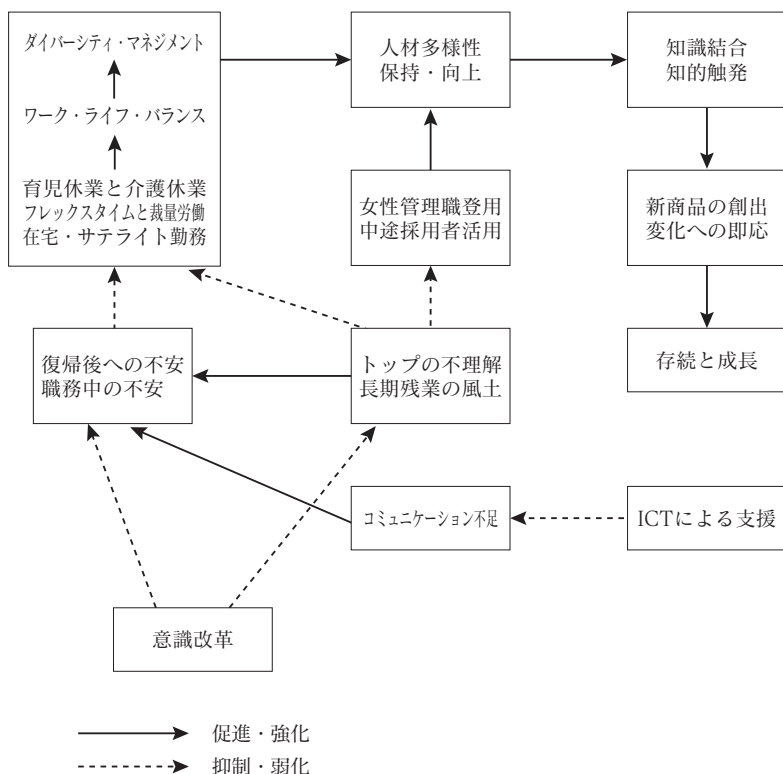 ダイバーシティ・マネジメント
ワーク・ライフ・バランス
育児休業と介護休業
フレックスタイムと裁量労働
在宅・サテライト勤務
人材多様性
保持・向上
知識結合
知的触発
女性管理職登用
中途採用者活用
新商品の創出
変化への即応
復帰後への不安
職務中の不安
トップの不理解
長期残業の風土
存続と成長
コミュニケーション不足
ICTによる支援
意識改革
促進・強化
抑制・弱化